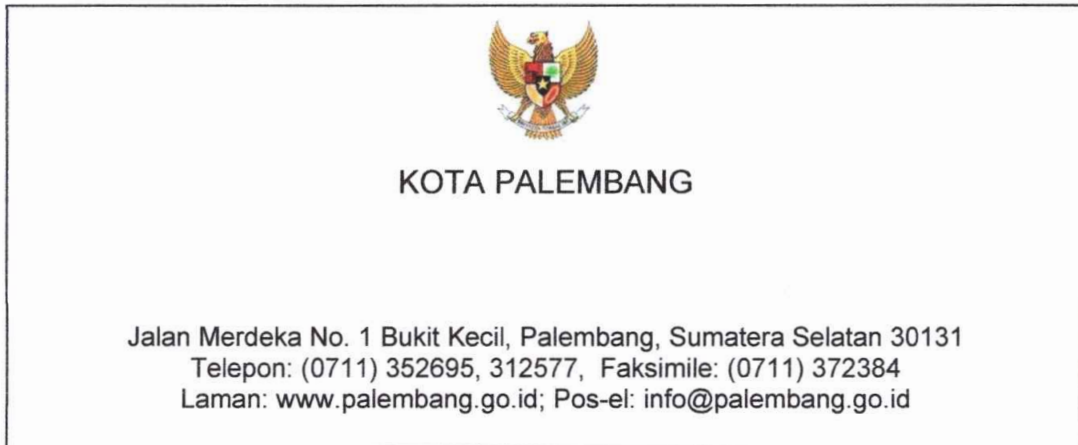 KOTA PALEMBANG
Jalan Merdeka No. 1 Bukit Kecil, Palembang, Sumatera Selatan 30131
Telepon: (0711) 352695, 312577, Faksimile: (0711) 372384
Laman: www.palembang.go.id; Pos-el: info@palembang.go.id